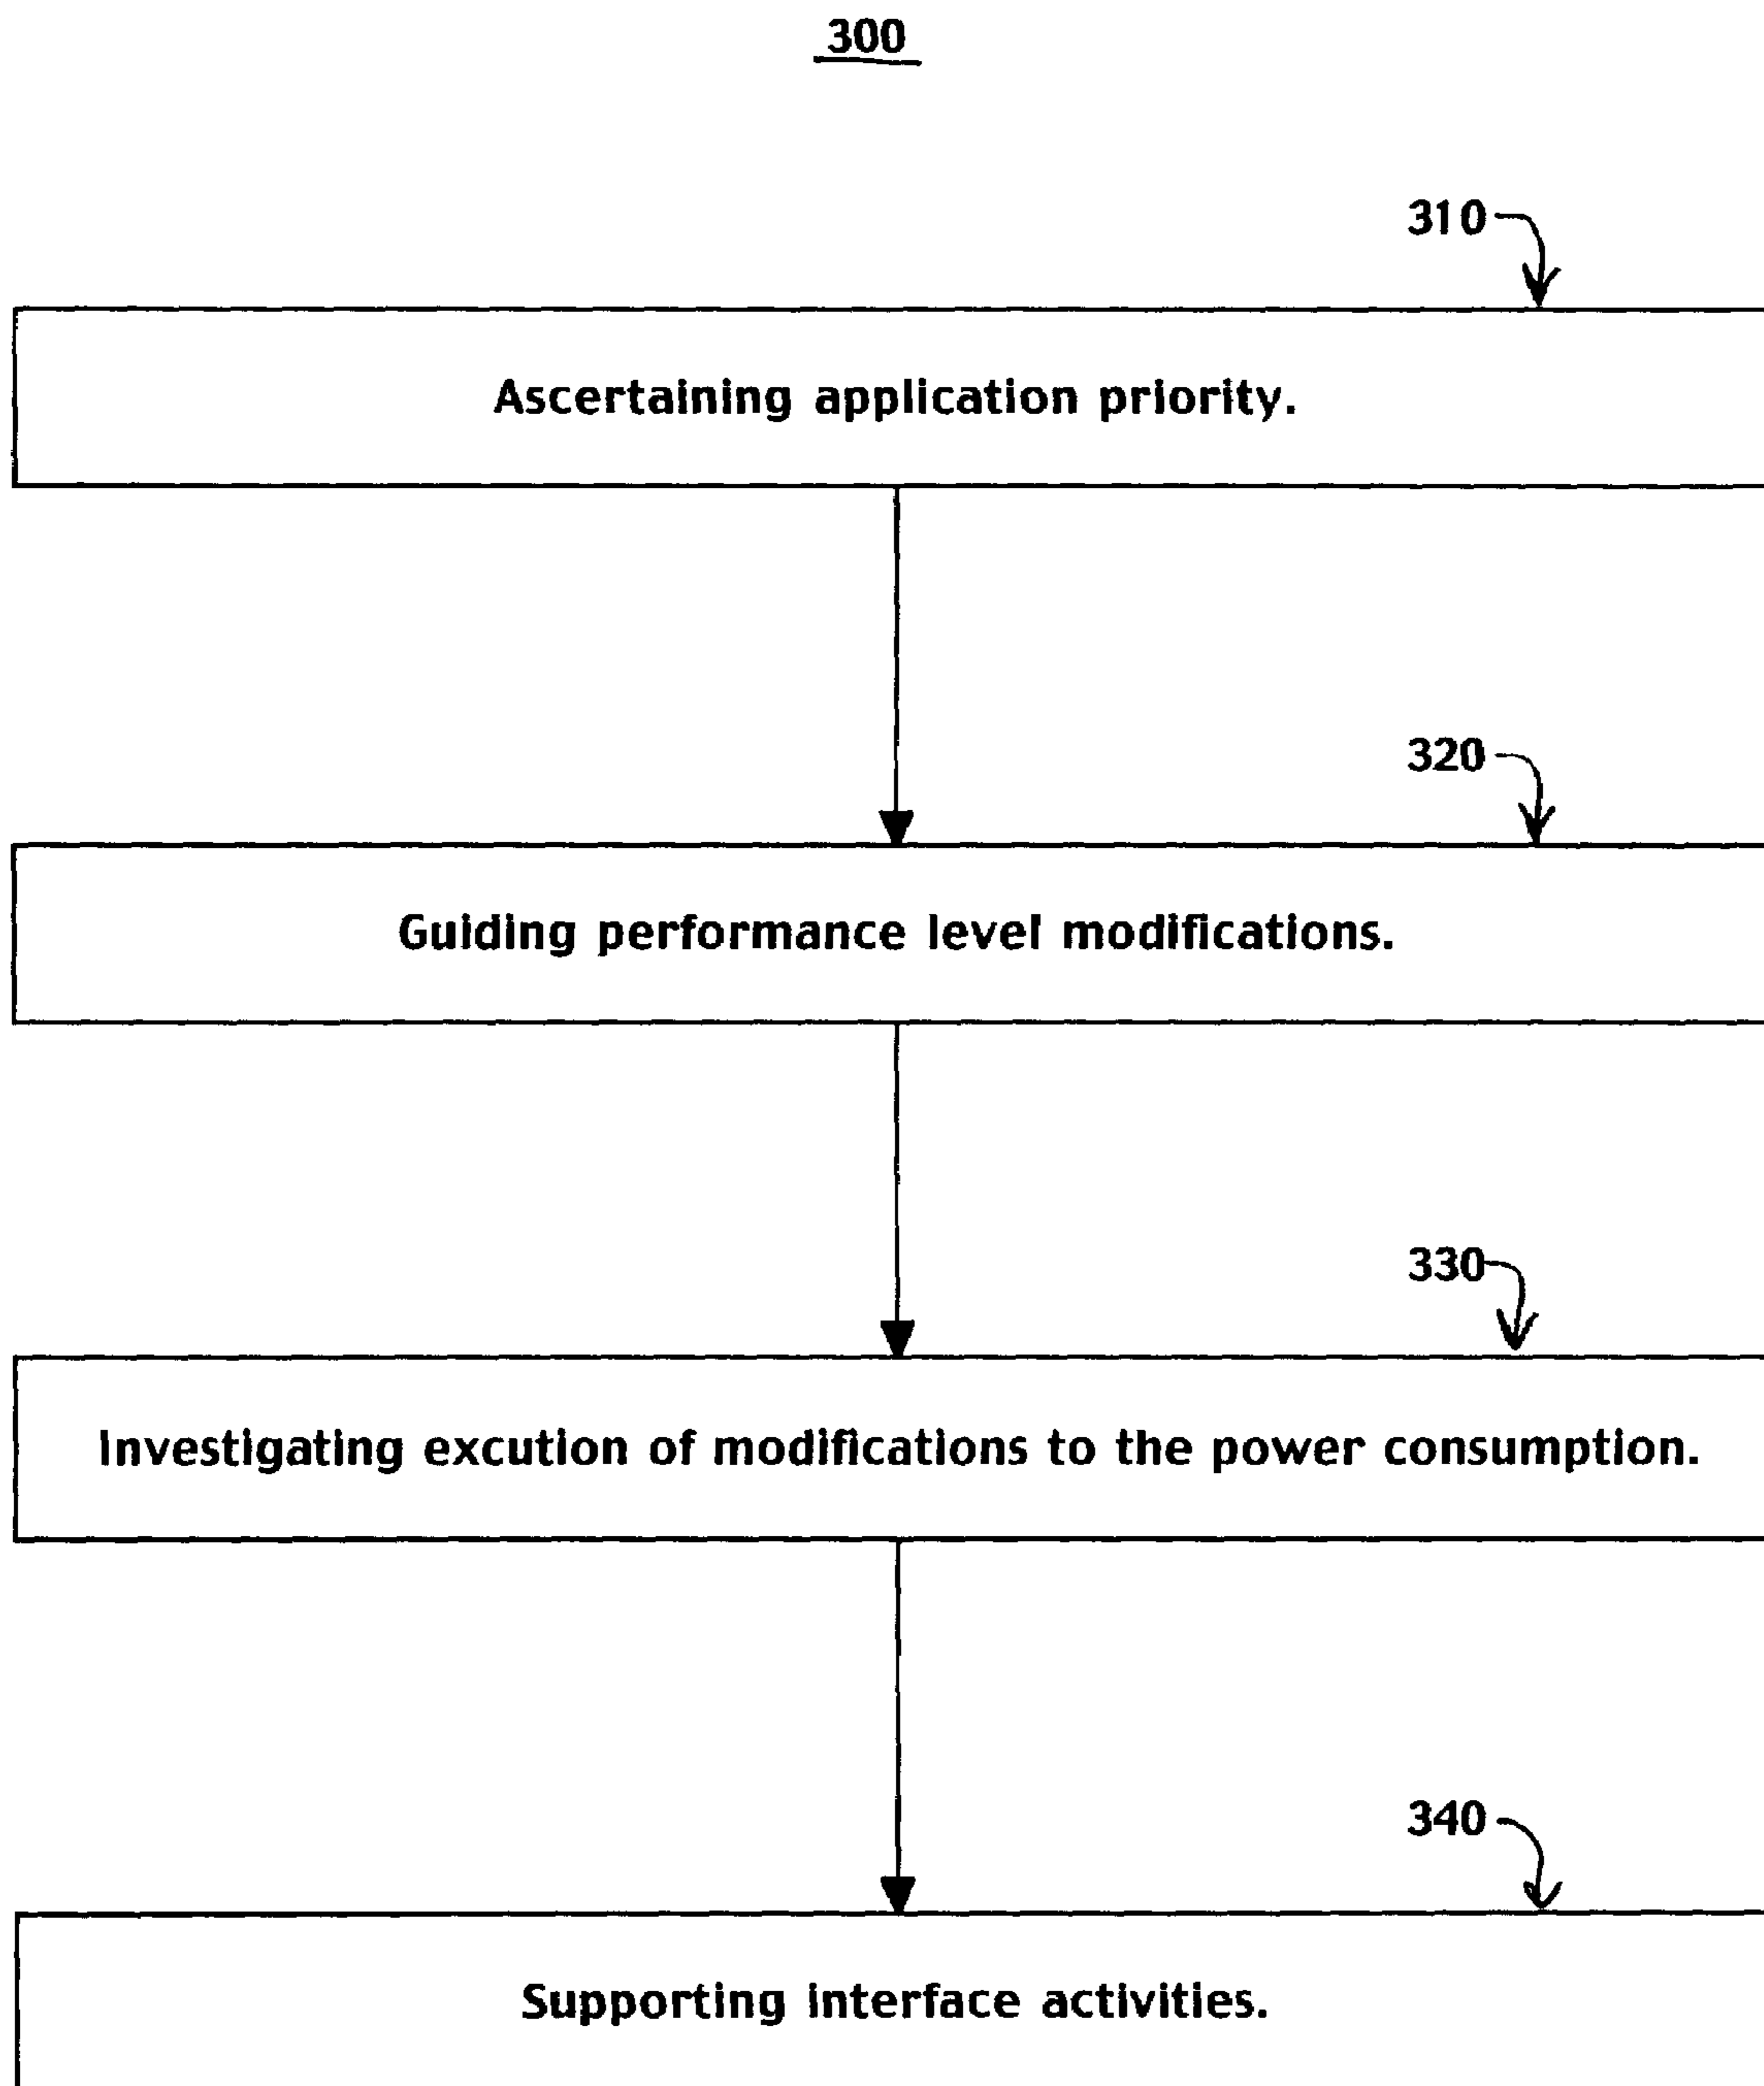 300
310
Ascertaining application priority.
320
Guiding performance level modifications.
330
Investigating excution of modifications to the power consumption.
340
Supporting interface activities.